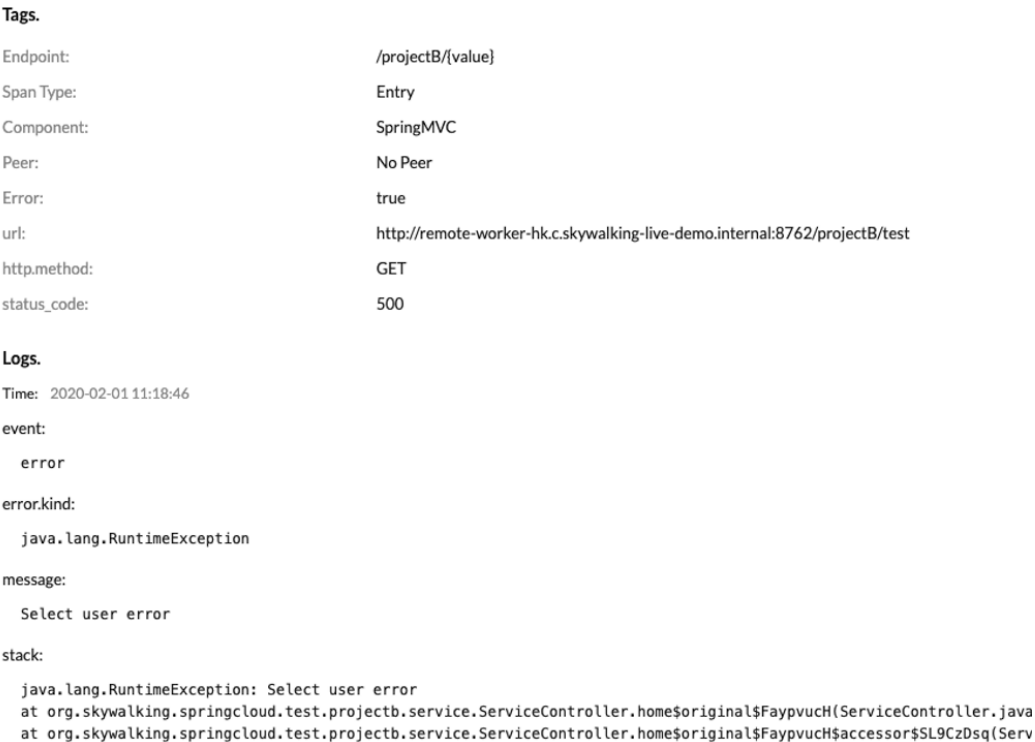 Tags.
Endpoint: /projectB/{value}
Span Type: Entry
Component: SpringMVC
Peer: No Peer
Error: true
url: http://remote-worker-hk.c.skywalking-live-demo.internal:8762/projectB/test
http.method: GET
status_code: 500
Logs.
Time: 2020-02-01 11:18:46
event:
error
error.kind:
java.lang.RuntimeException
message:
Select user error
stack:
java.lang.RuntimeException: Select user error
at org.skywalking.springcloud.test.projectb.service.ServiceController.home$original$FaypvucH(ServiceController.java
at org.skywalking.springcloud.test.projectb.service.ServiceController.home$original$FaypvucH$accessor$SL9CzDsq(Serv